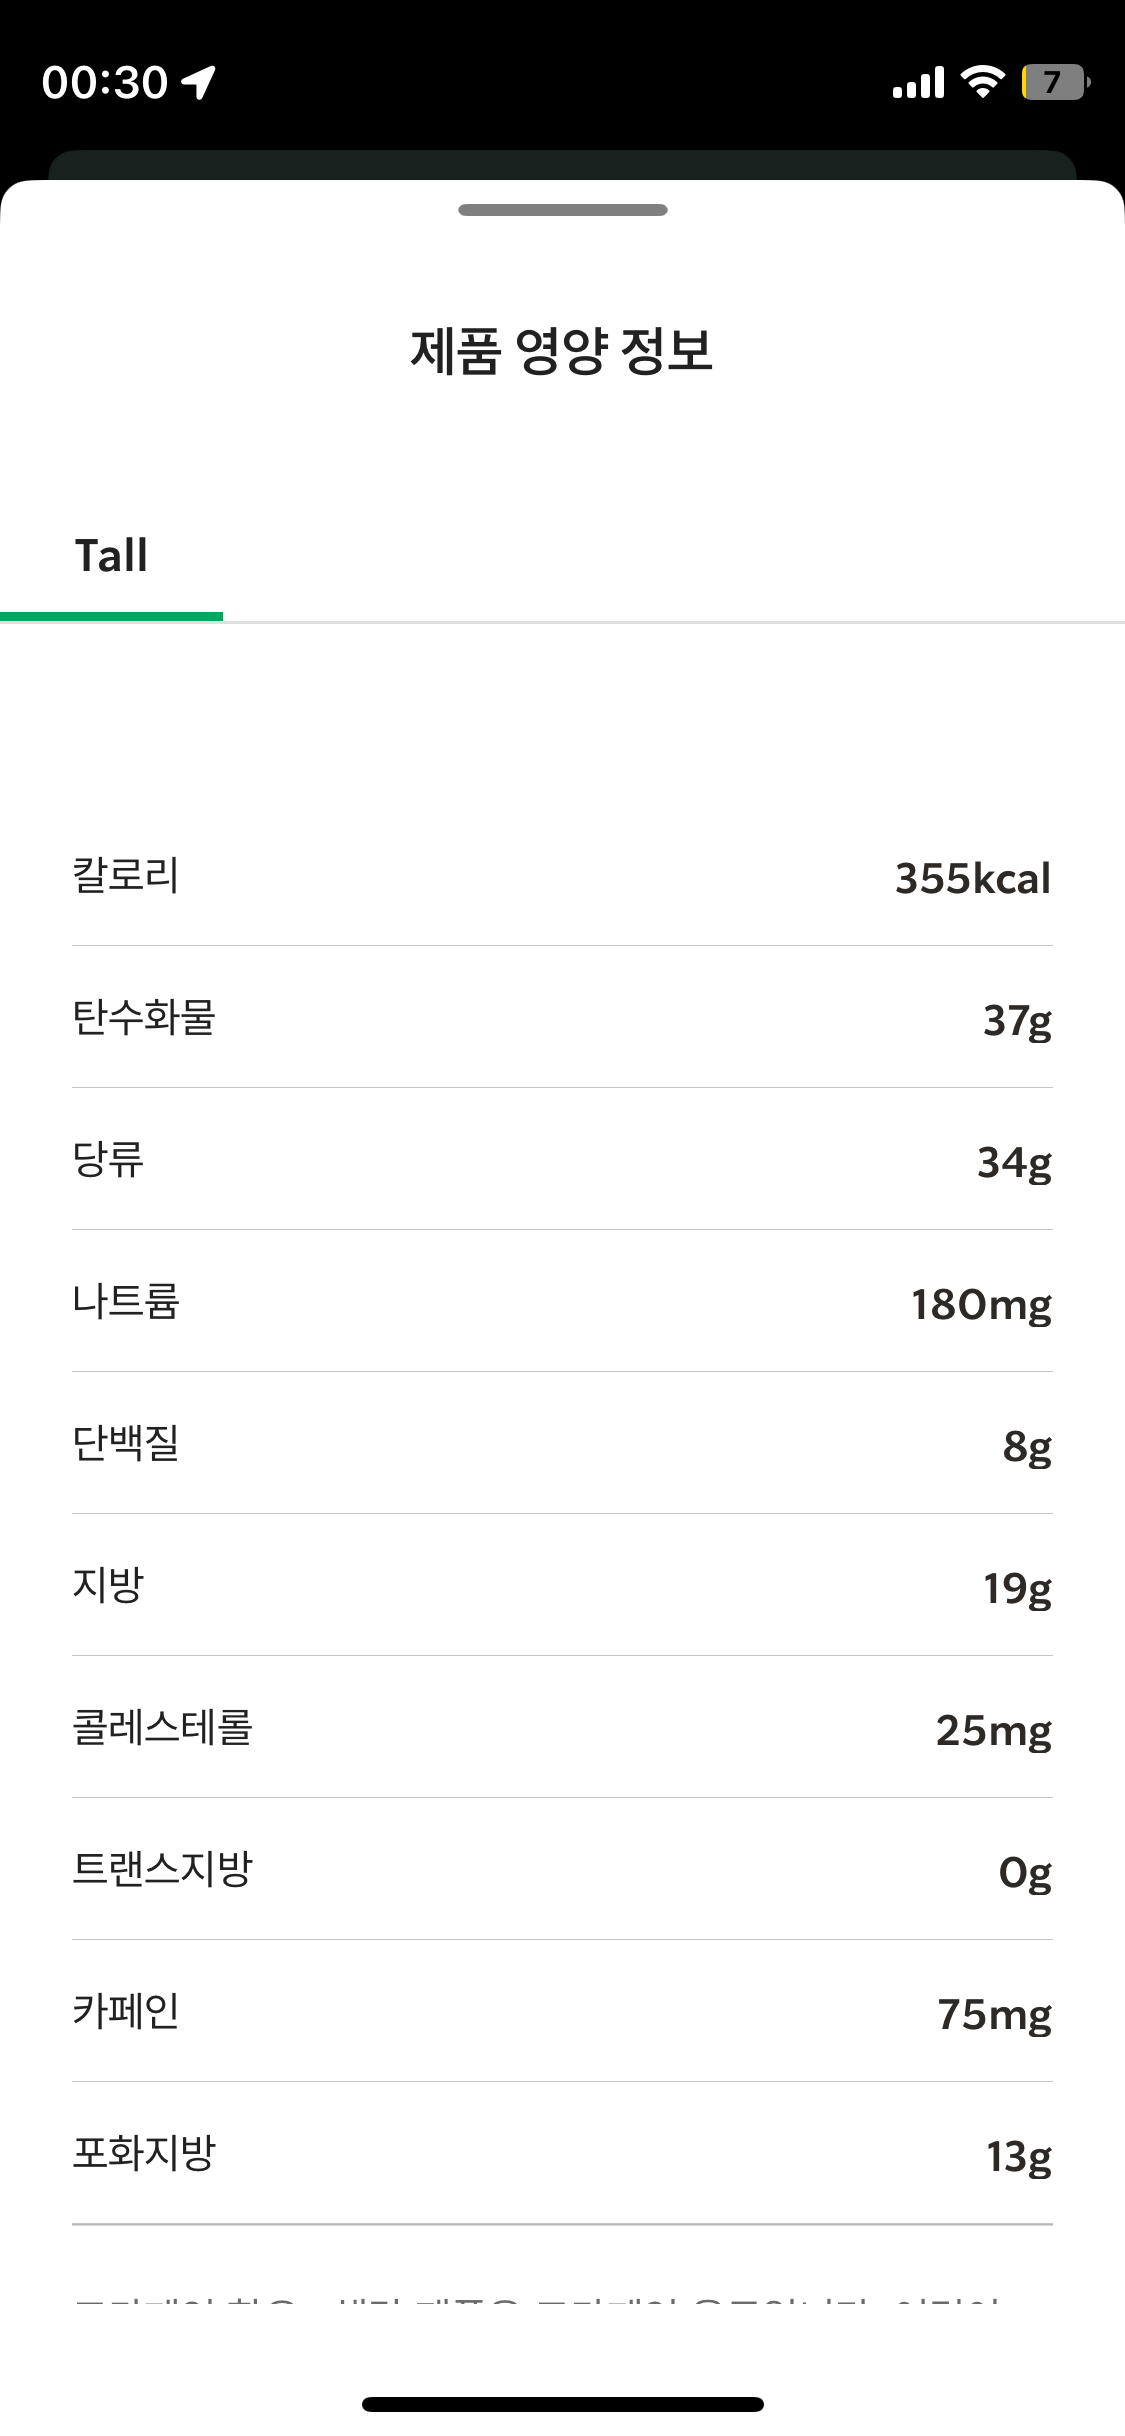 00:30
7
제품 영양 정보
Tall
칼로리 355kcal
탄수화물 37g
당류 34g
나트륨 180mg
단백질 8g
지방 19g
콜레스테롤 25mg
트랜스지방 0g
카페인 75mg
포화지방 13g